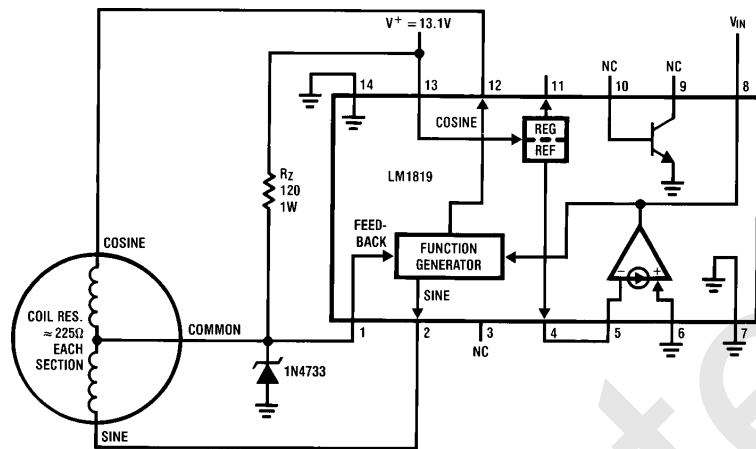 V+ = 13.1V
VIN
NC
NC
14
13
12
11
10
9
8
COSINE
REG
REF
LM1819
RZ
120
1W
FEED-
BACK
FUNCTION
GENERATOR
COSINE
SINE
COIL RES.
≈ 225Ω
EACH
SECTION
COMMON
1
2
3
4
5
6
7
NC
1N4733
SINE
- +